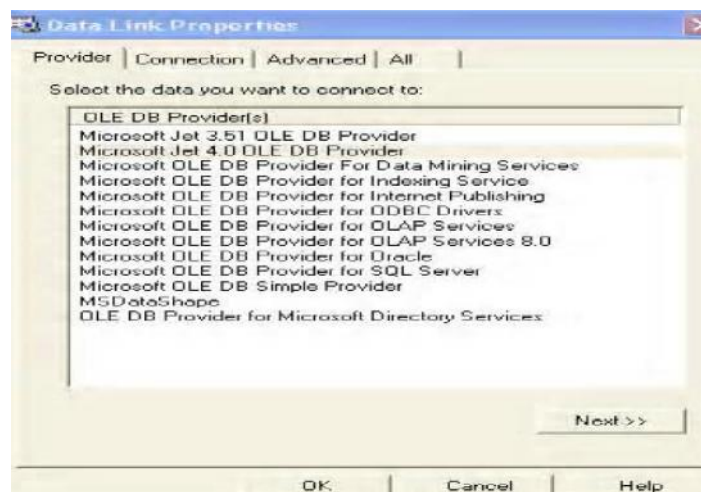 Data Link Properties
Provider Connection Advanced All
Select the data you want to connect to:
OLE DB Provider(s)
Microsoft Jet 3.51 OLE DB Provider
Microsoft Jet 4.0 OLE DB Provider
Microsoft OLE DB Provider For Data Mining Services
Microsoft OLE DB Provider for Indexing Service
Microsoft OLE DB Provider for Internet Publishing
Microsoft OLE DB Provider for ODBC Drivers
Microsoft OLE DB Provider for OLAP Services
Microsoft OLE DB Provider for OLAP Services 8.0
Microsoft OLE DB Provider for Oracle
Microsoft OLE DB Provider for SQL Server
Microsoft OLE DB Simple Provider
MSDataShape
OLE DB Provider for Microsoft Directory Services
Next >>
OK Cancel Help